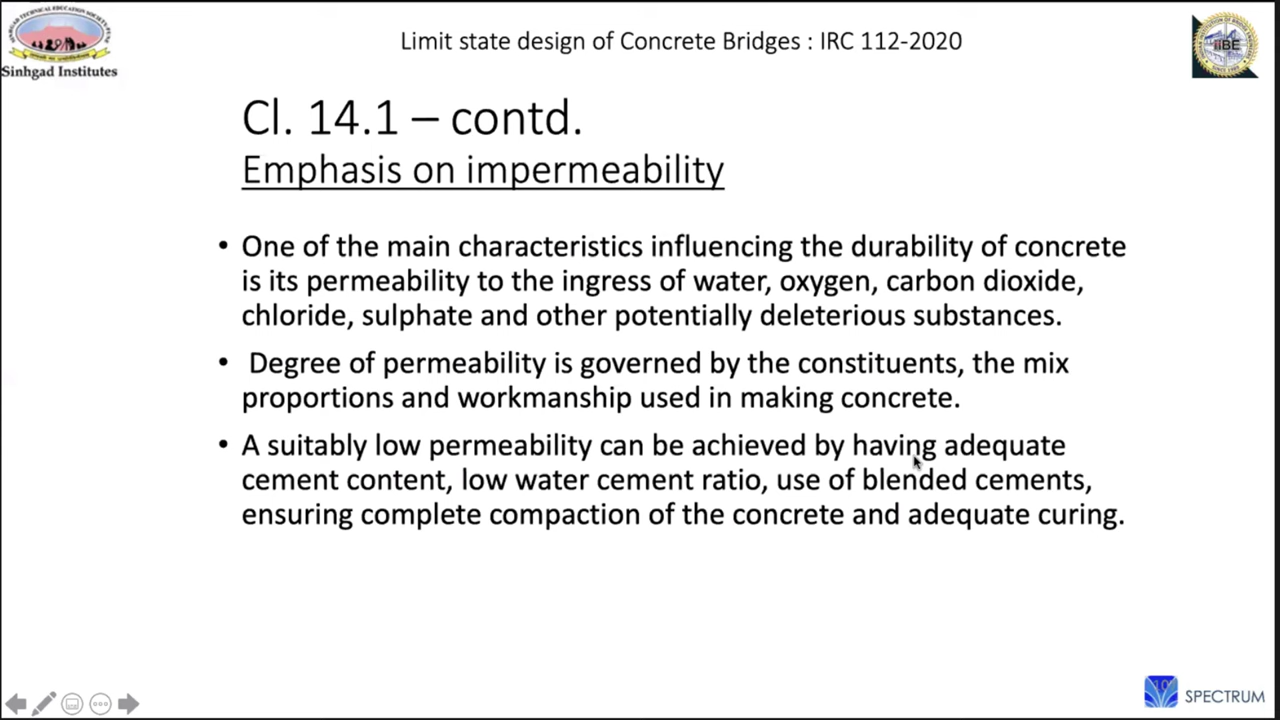 Sinhgad Institutes
Limit state design of Concrete Bridges : IRC 112-2020
IIBE
Cl. 14.1 – contd.
Emphasis on impermeability
• One of the main characteristics influencing the durability of concrete
is its permeability to the ingress of water, oxygen, carbon dioxide,
chloride, sulphate and other potentially deleterious substances.
• Degree of permeability is governed by the constituents, the mix
proportions and workmanship used in making concrete.
• A suitably low permeability can be achieved by having adequate
cement content, low water cement ratio, use of blended cements,
ensuring complete compaction of the concrete and adequate curing.
SPECTRUM